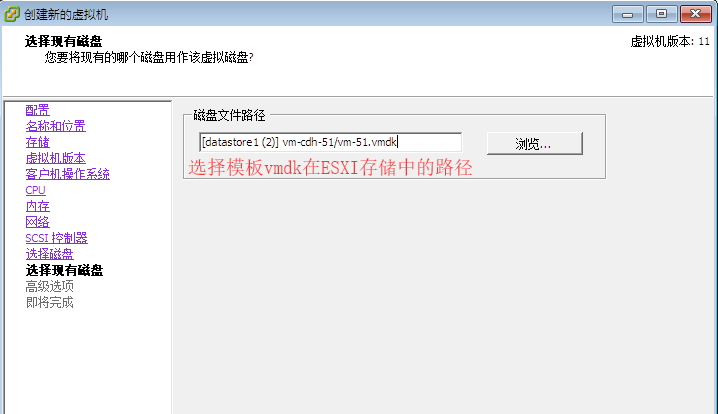 创建新的虚拟机
选择现有磁盘
您要将现有的哪个磁盘用作该虚拟磁盘?
虚拟机版本: 11
配置
名称和位置
存储
虚拟机版本
客户机操作系统
CPU
内存
网络
SCSI 控制器
选择磁盘
选择现有磁盘
高级选项
即将完成
磁盘文件路径
[datastore1 (2)] vm-cdh-51/vm-51.vmdk
浏览...
选择模板vmdk在ESXI存储中的路径